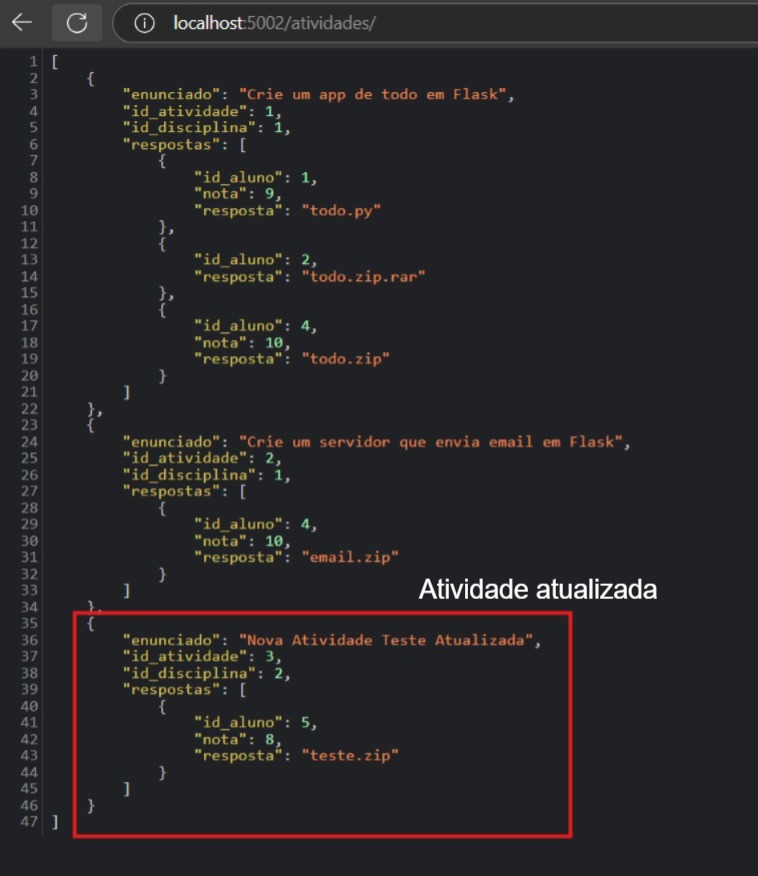 localhost:5002/atividades/
1 [
2 {
3 "enunciado": "Crie um app de todo em Flask",
4 "id_atividade": 1,
5 "id_disciplina": 1,
6 "respostas": [
7 {
8 "id_aluno": 1,
9 "nota": 9,
10 "resposta": "todo.py"
11 },
12 {
13 "id_aluno": 2,
14 "resposta": "todo.zip.rar"
15 },
16 {
17 "id_aluno": 4,
18 "nota": 10,
19 "resposta": "todo.zip"
20 }
21 ]
22 },
23 {
24 "enunciado": "Crie um servidor que envia email em Flask",
25 "id_atividade": 2,
26 "id_disciplina": 1,
27 "respostas": [
28 {
29 "id_aluno": 4,
30 "nota": 10,
31 "resposta": "email.zip"
32 }
Atividade atualizada
33 ]
34 },
35 {
36 "enunciado": "Nova Atividade Teste Atualizada",
37 "id_atividade": 3,
38 "id_disciplina": 2,
39 "respostas": [
40 {
41 "id_aluno": 5,
42 "nota": 8,
43 "resposta": "teste.zip"
44 }
45 ]
46 }
47 ]